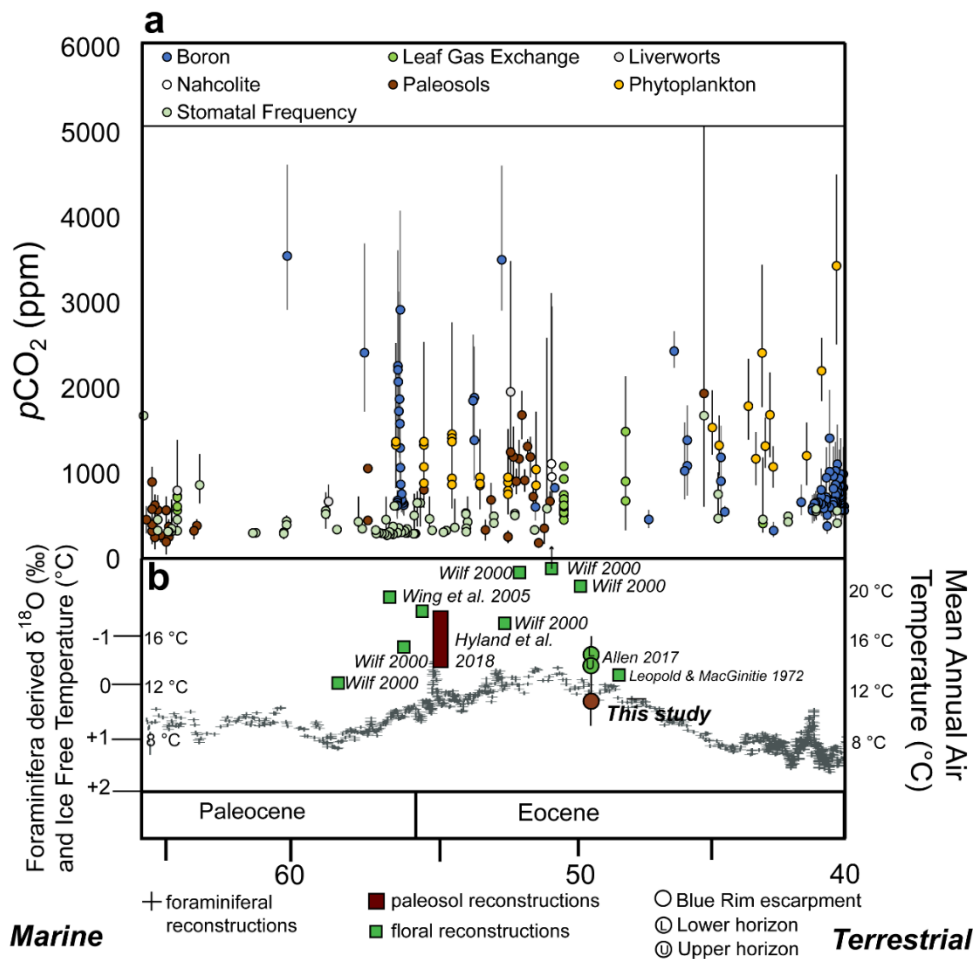 a
6000
5000
4000
3000
2000
1000
0
pCO₂ (ppm)
Boron
Leaf Gas Exchange
Liverworts
Nahcolite
Paleosols
Phytoplankton
Stomatal Frequency
b
Foraminifera derived δ¹⁸O (‰)
and Ice Free Temperature (°C)
-1
0
+1
+2
16 °C
12 °C
8 °C
Wilf 2000
Wilf 2000
Wilf 2000
Wing et al. 2005
Wilf 2000
Hyland et al.
2018
Wilf 2000
Wilf 2000
Allen 2017
Leopold & MacGinitie 1972
This study
20 °C
16 °C
12 °C
8 °C
Mean Annual Air
Temperature (°C)
Paleocene
Eocene
60
50
40
foraminiferal
reconstructions
paleosol reconstructions
floral reconstructions
Blue Rim escarpment
L Lower horizon
U Upper horizon
L
U
Marine
Terrestrial